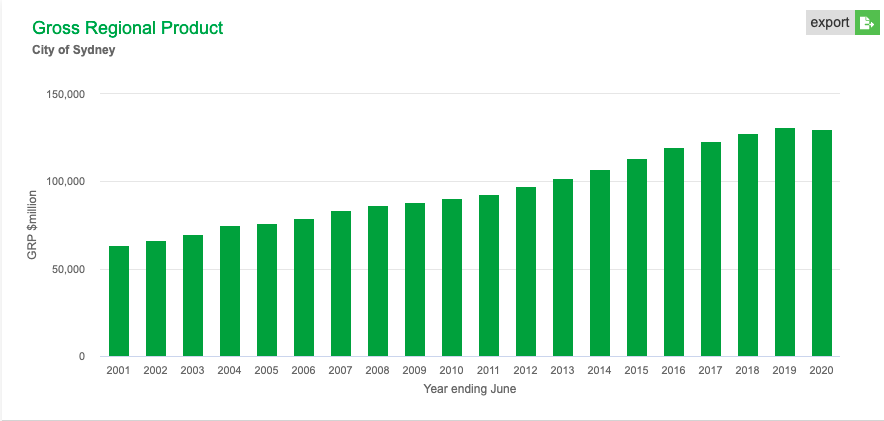 Gross Regional Product
export
City of Sydney
150,000
100,000
50,000
0
GRP $million
2001 2002 2003 2004 2005 2006 2007 2008 2009 2010 2011 2012 2013 2014 2015 2016 2017 2018 2019 2020
Year ending June